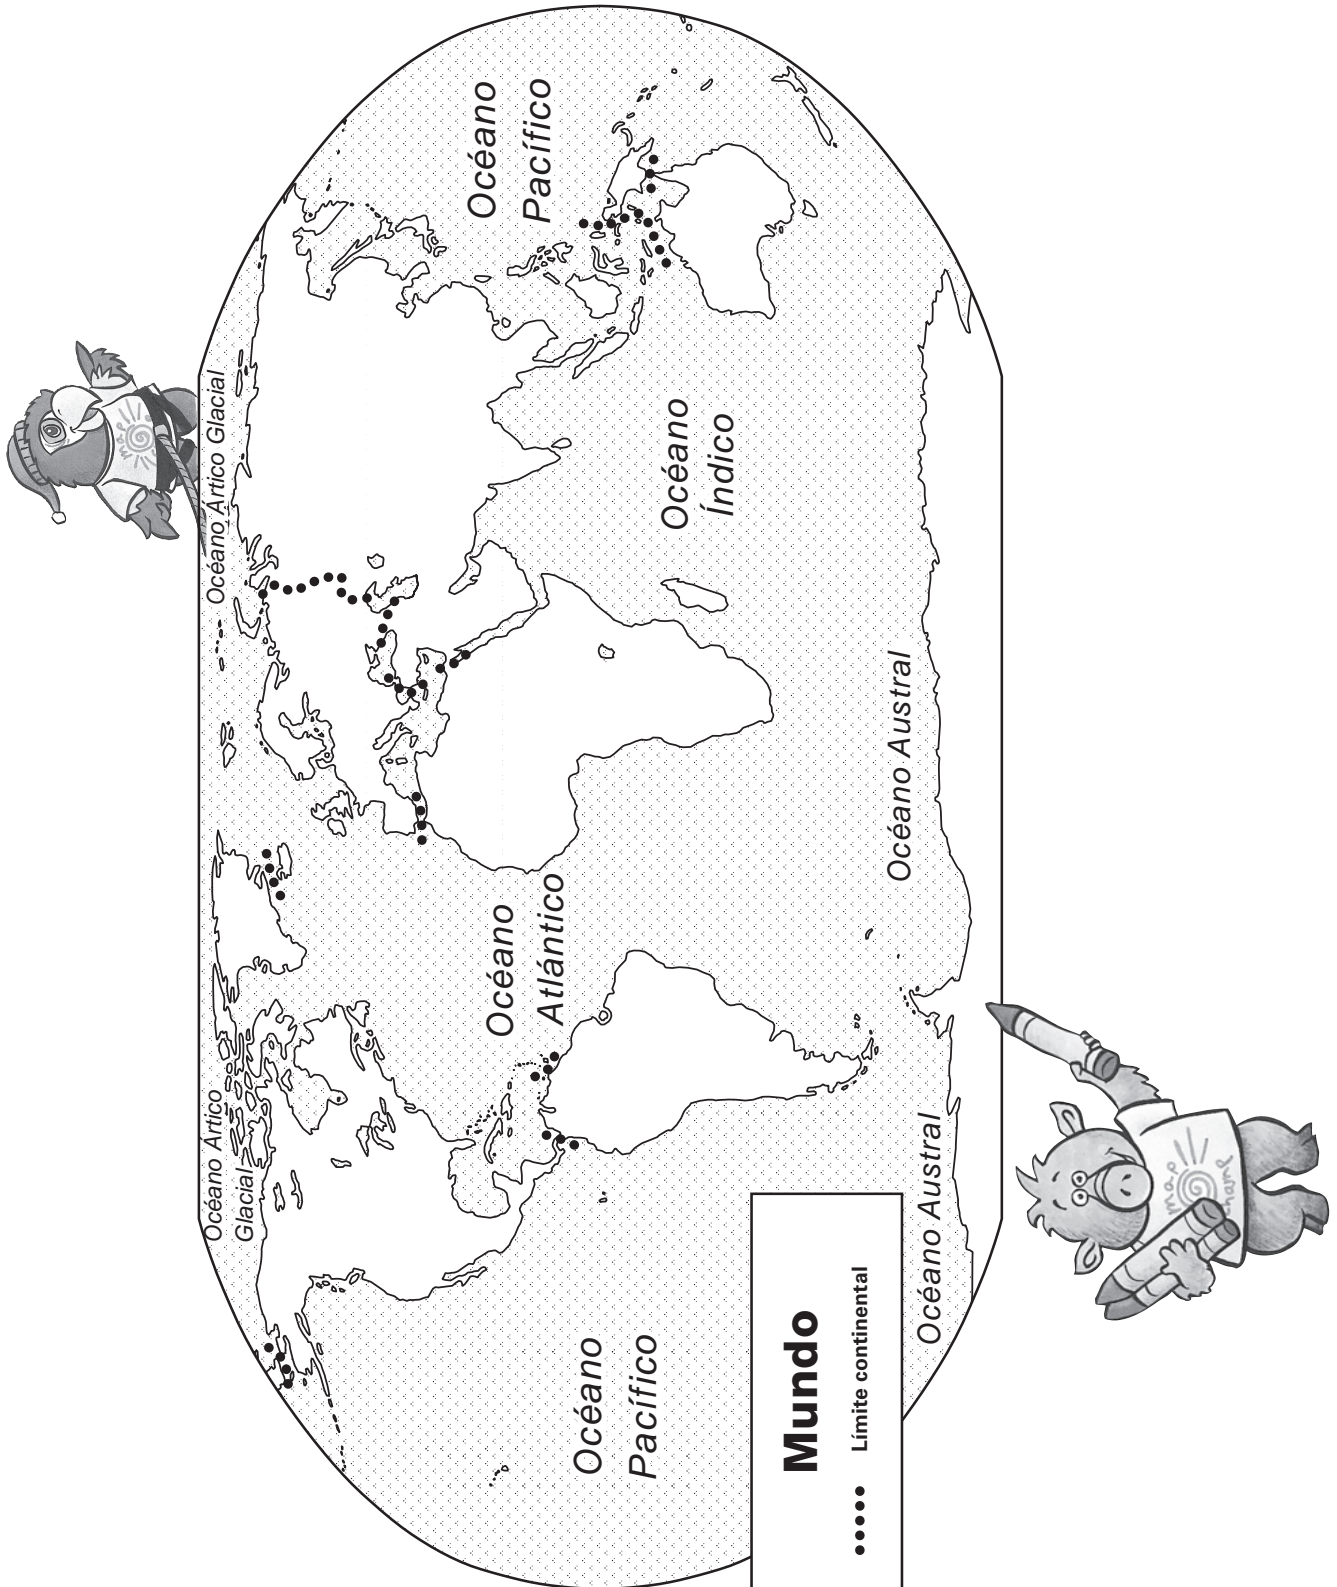 Océano Ártico
Glacial
Océano Ártico Glacial
Océano
Pacífico
Océano
Atlántico
Océano
Pacífico
Océano
Índico
Océano Austral
Océano Austral
Mundo
Límite continental